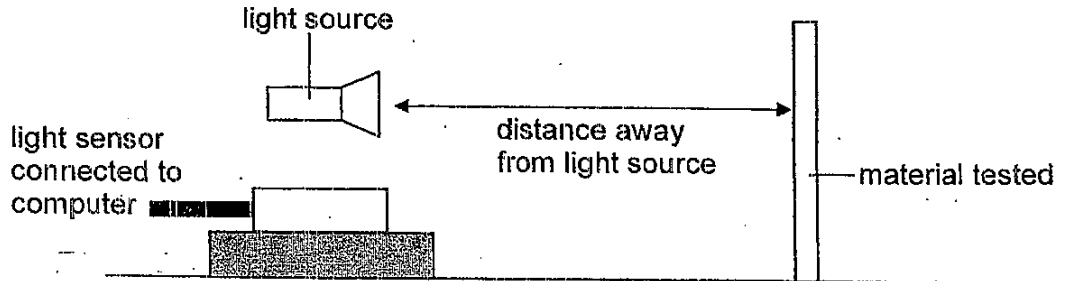 light source
light sensor
connected to
computer
distance away
from light source
material tested